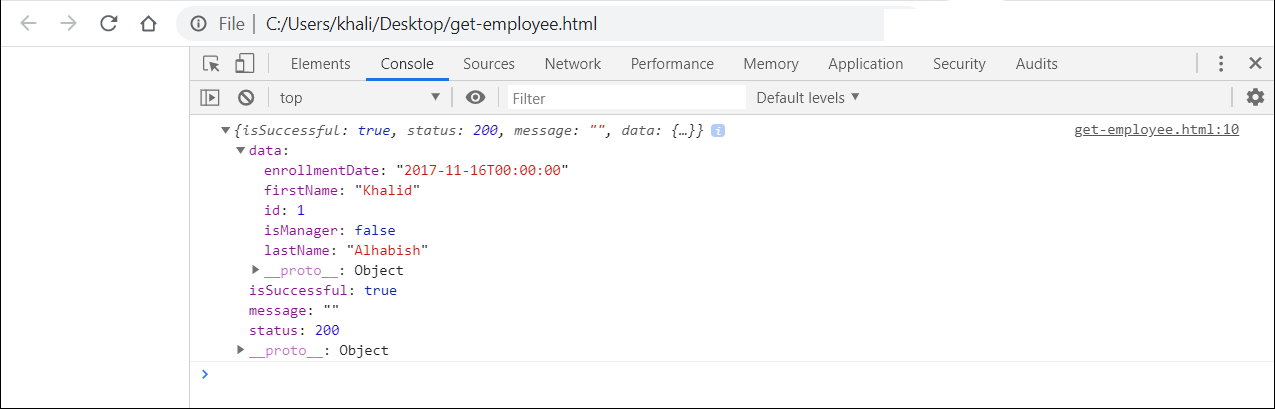 File | C:/Users/khali/Desktop/get-employee.html
Elements Console Sources Network Performance Memory Application Security Audits
top Filter Default levels
{isSuccessful: true, status: 200, message: "", data: {…}} i get-employee.html:10
data:
enrollmentDate: "2017-11-16T00:00:00"
firstName: "Khalid"
id: 1
isManager: false
lastName: "Alhabish"
__proto__: Object
isSuccessful: true
message: ""
status: 200
__proto__: Object